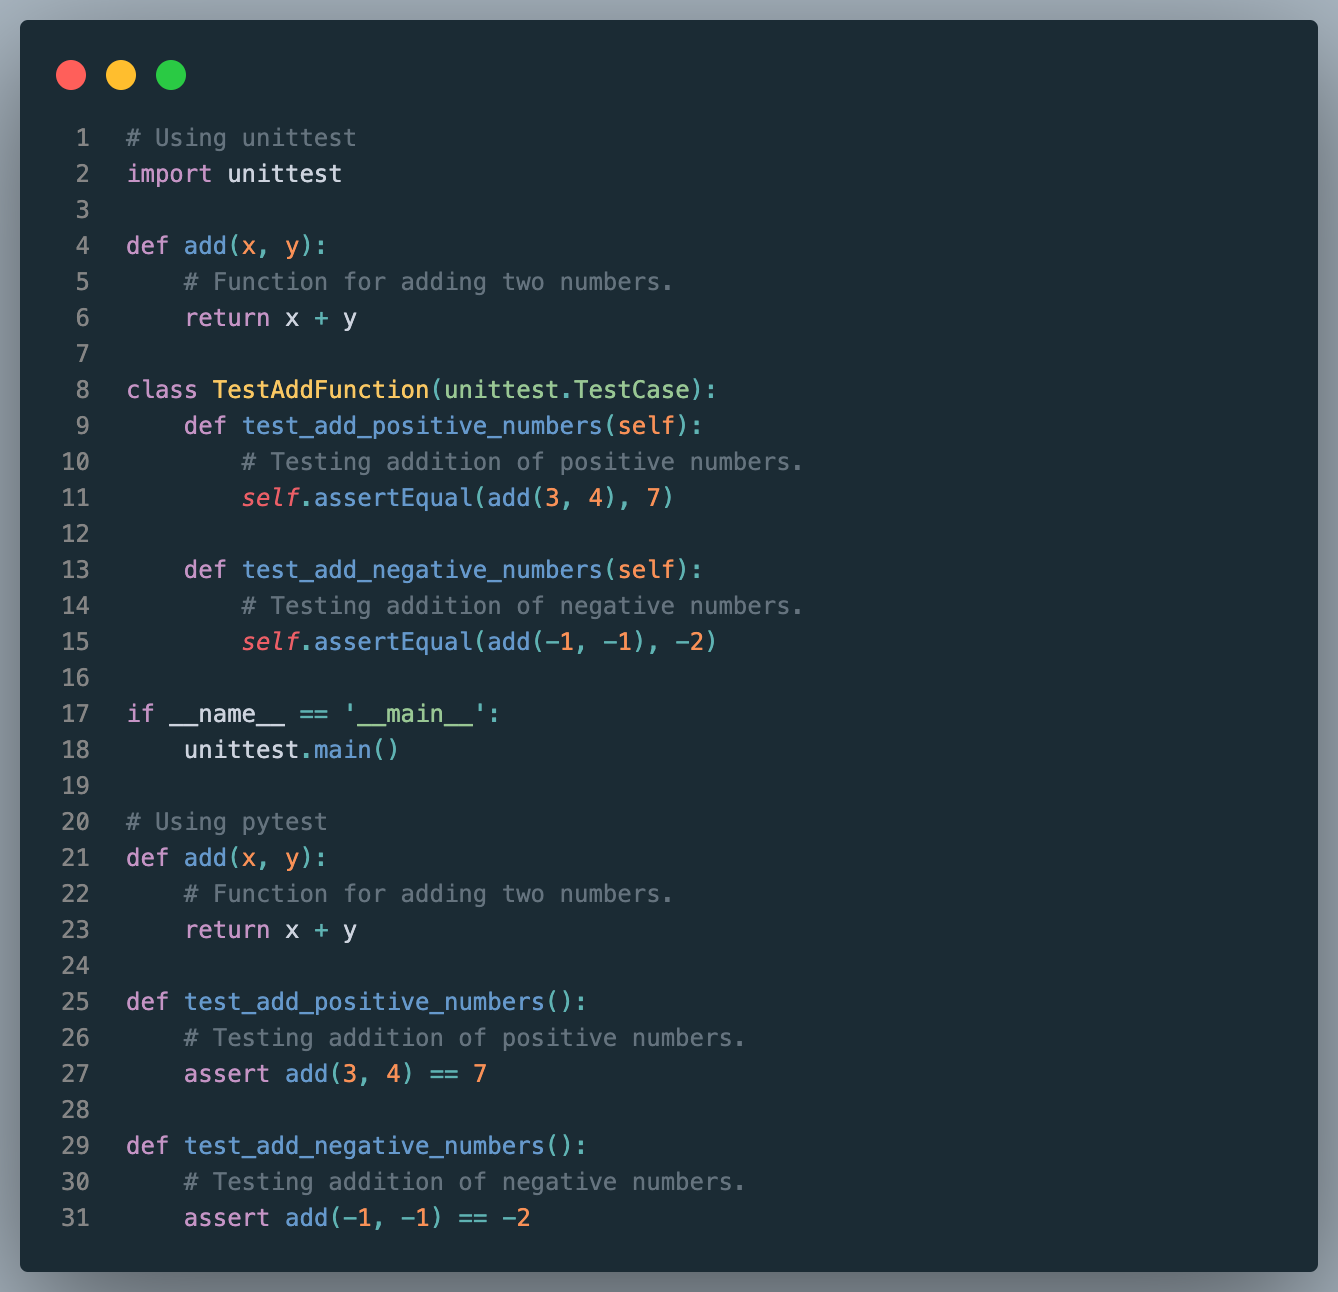 1 # Using unittest
2 import unittest
3
4 def add(x, y):
5     # Function for adding two numbers.
6     return x + y
7
8 class TestAddFunction(unittest.TestCase):
9     def test_add_positive_numbers(self):
10         # Testing addition of positive numbers.
11         self.assertEqual(add(3, 4), 7)
12
13     def test_add_negative_numbers(self):
14         # Testing addition of negative numbers.
15         self.assertEqual(add(-1, -1), -2)
16
17 if __name__ == '__main__':
18     unittest.main()
19
20 # Using pytest
21 def add(x, y):
22     # Function for adding two numbers.
23     return x + y
24
25 def test_add_positive_numbers():
26     # Testing addition of positive numbers.
27     assert add(3, 4) == 7
28
29 def test_add_negative_numbers():
30     # Testing addition of negative numbers.
31     assert add(-1, -1) == -2